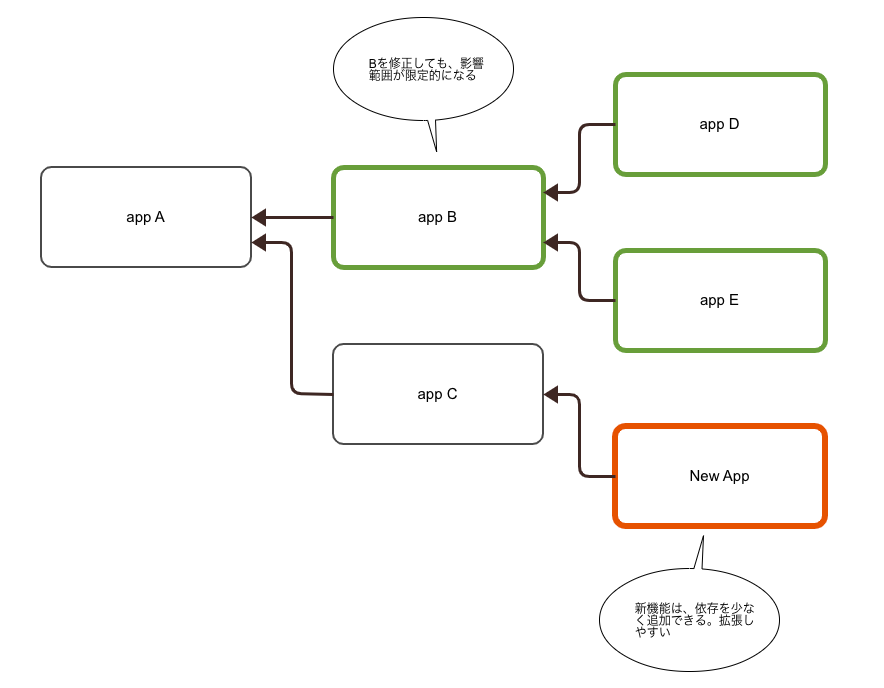 Bを修正しても、影響
範囲が限定的になる
app D
app A
app B
app E
app C
New App
新機能は、依存を少な
く追加できる。拡張し
やすい